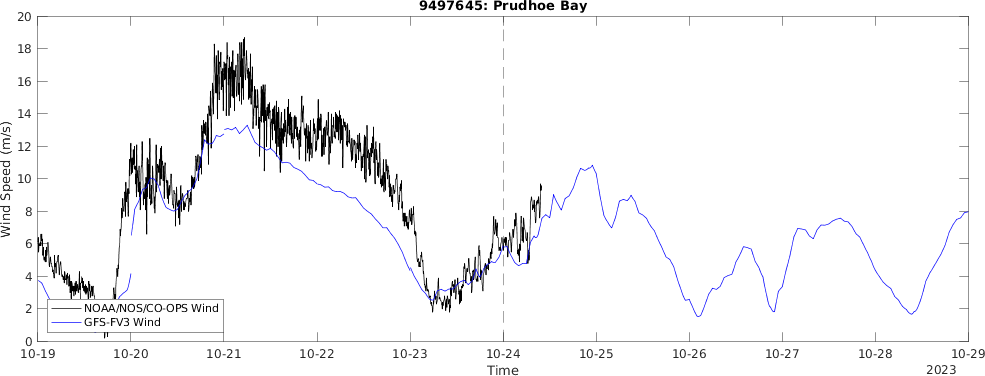 9497645: Prudhoe Bay
20
18
16
14
12
10
8
6
4
2
0
Wind Speed (m/s)
NOAA/NOS/CO-OPS Wind
GFS-FV3 Wind
10-19 10-20 10-21 10-22 10-23 10-24 10-25 10-26 10-27 10-28 10-29
Time
2023